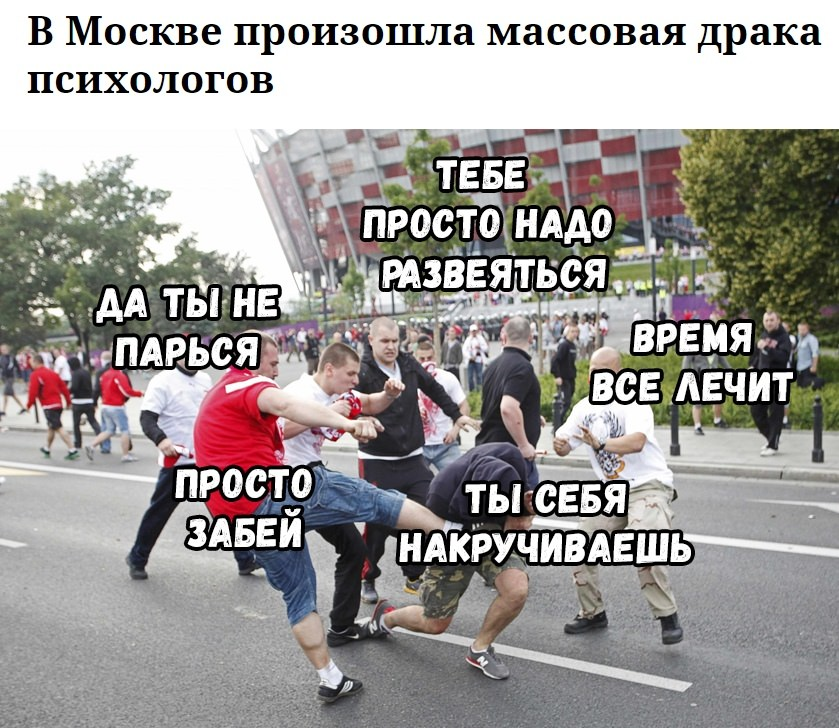 В Москве произошла массовая драка
психологов
ТЕБЕ
ПРОСТО НАДО
РАЗВЕЯТЬСЯ
ДА ТЫ НЕ
ПАРЬСЯ
ВРЕМЯ
ВСЕ ЛЕЧИТ
ПРОСТО
ЗАБЕЙ
ТЫ СЕБЯ
НАКРУЧИВАЕШЬ